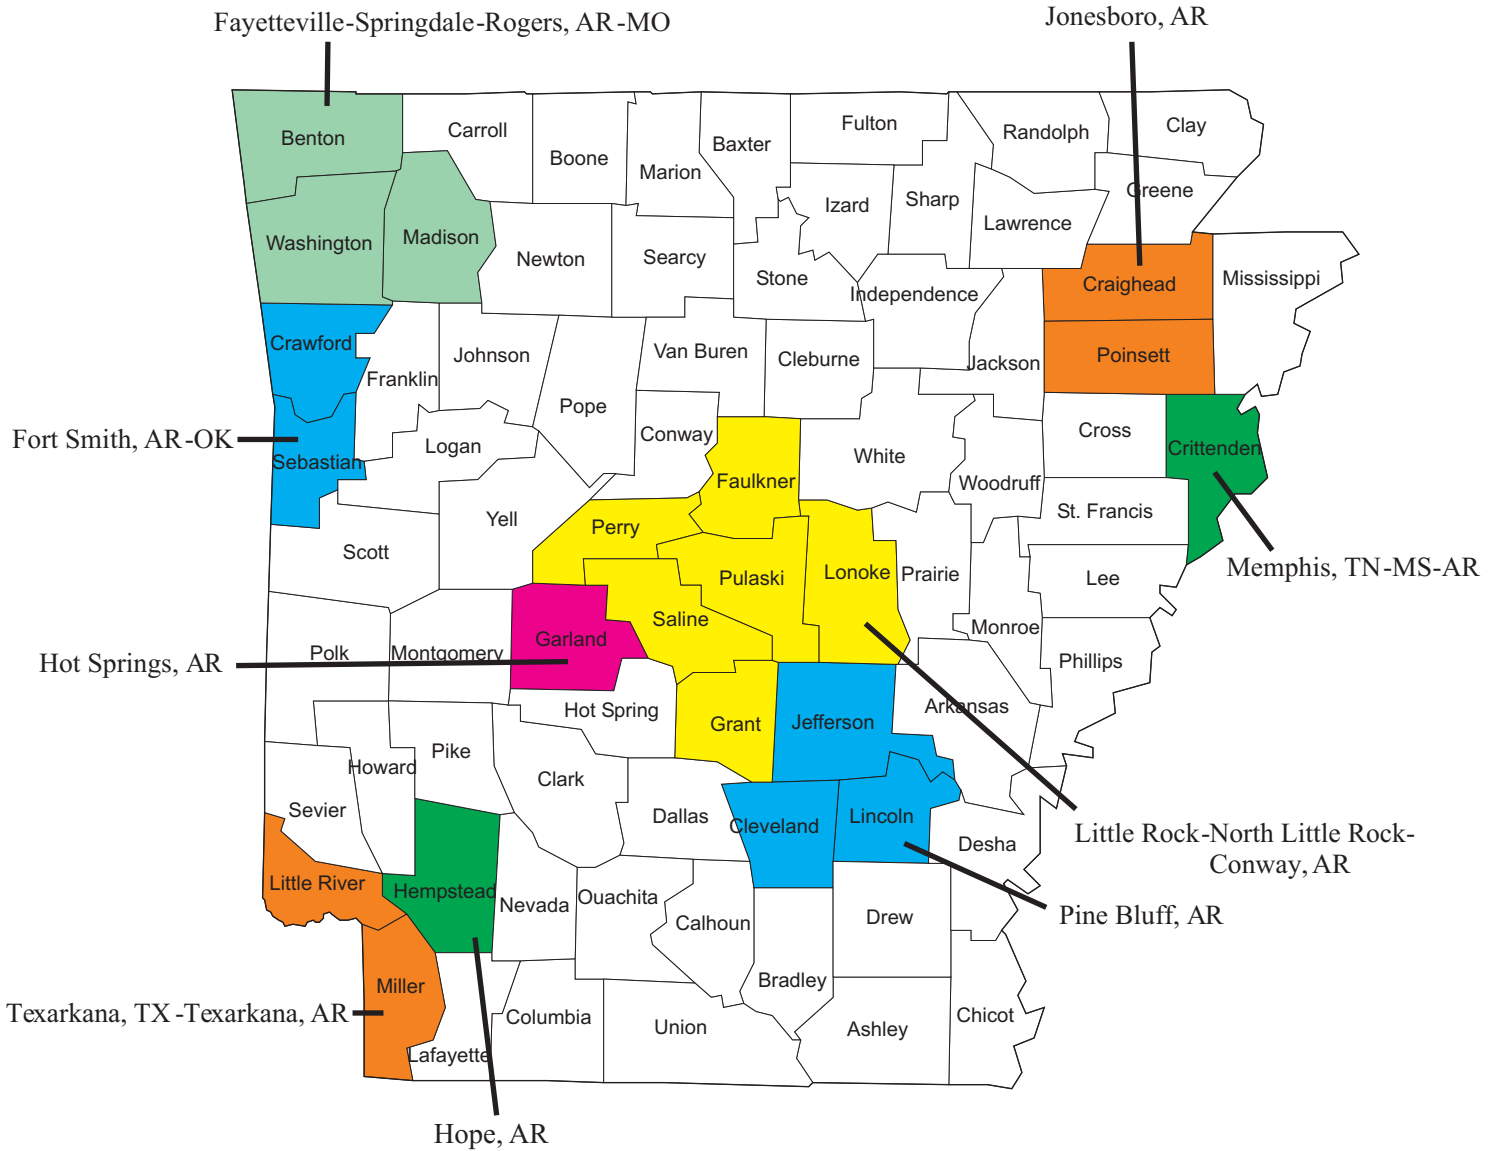 Fayetteville-Springdale-Rogers, AR-MO
Jonesboro, AR
Benton
Carroll
Boone
Marion
Baxter
Fulton
Randolph
Clay
Greene
Izard
Sharp
Lawrence
Washington
Madison
Newton
Searcy
Stone
Independence
Craighead
Mississippi
Crawford
Franklin
Johnson
Van Buren
Cleburne
Jackson
Poinsett
Pope
Conway
Cross
Crittenden
Fort Smith, AR-OK
Sebastian
Logan
Faulkner
White
Woodruff
Yell
Perry
St. Francis
Scott
Pulaski
Lonoke
Prairie
Lee
Memphis, TN-MS-AR
Saline
Garland
Monroe
Polk
Montgomery
Hot Springs, AR
Phillips
Hot Spring
Grant
Jefferson
Arkansas
Pike
Howard
Clark
Sevier
Dallas
Cleveland
Lincoln
Desha
Little Rock-North Little Rock-
Conway, AR
Little River
Hempstead
Nevada
Ouachita
Calhoun
Drew
Pine Bluff, AR
Miller
Bradley
Texarkana, TX-Texarkana, AR
Columbia
Union
Ashley
Chicot
Lafayette
Hope, AR